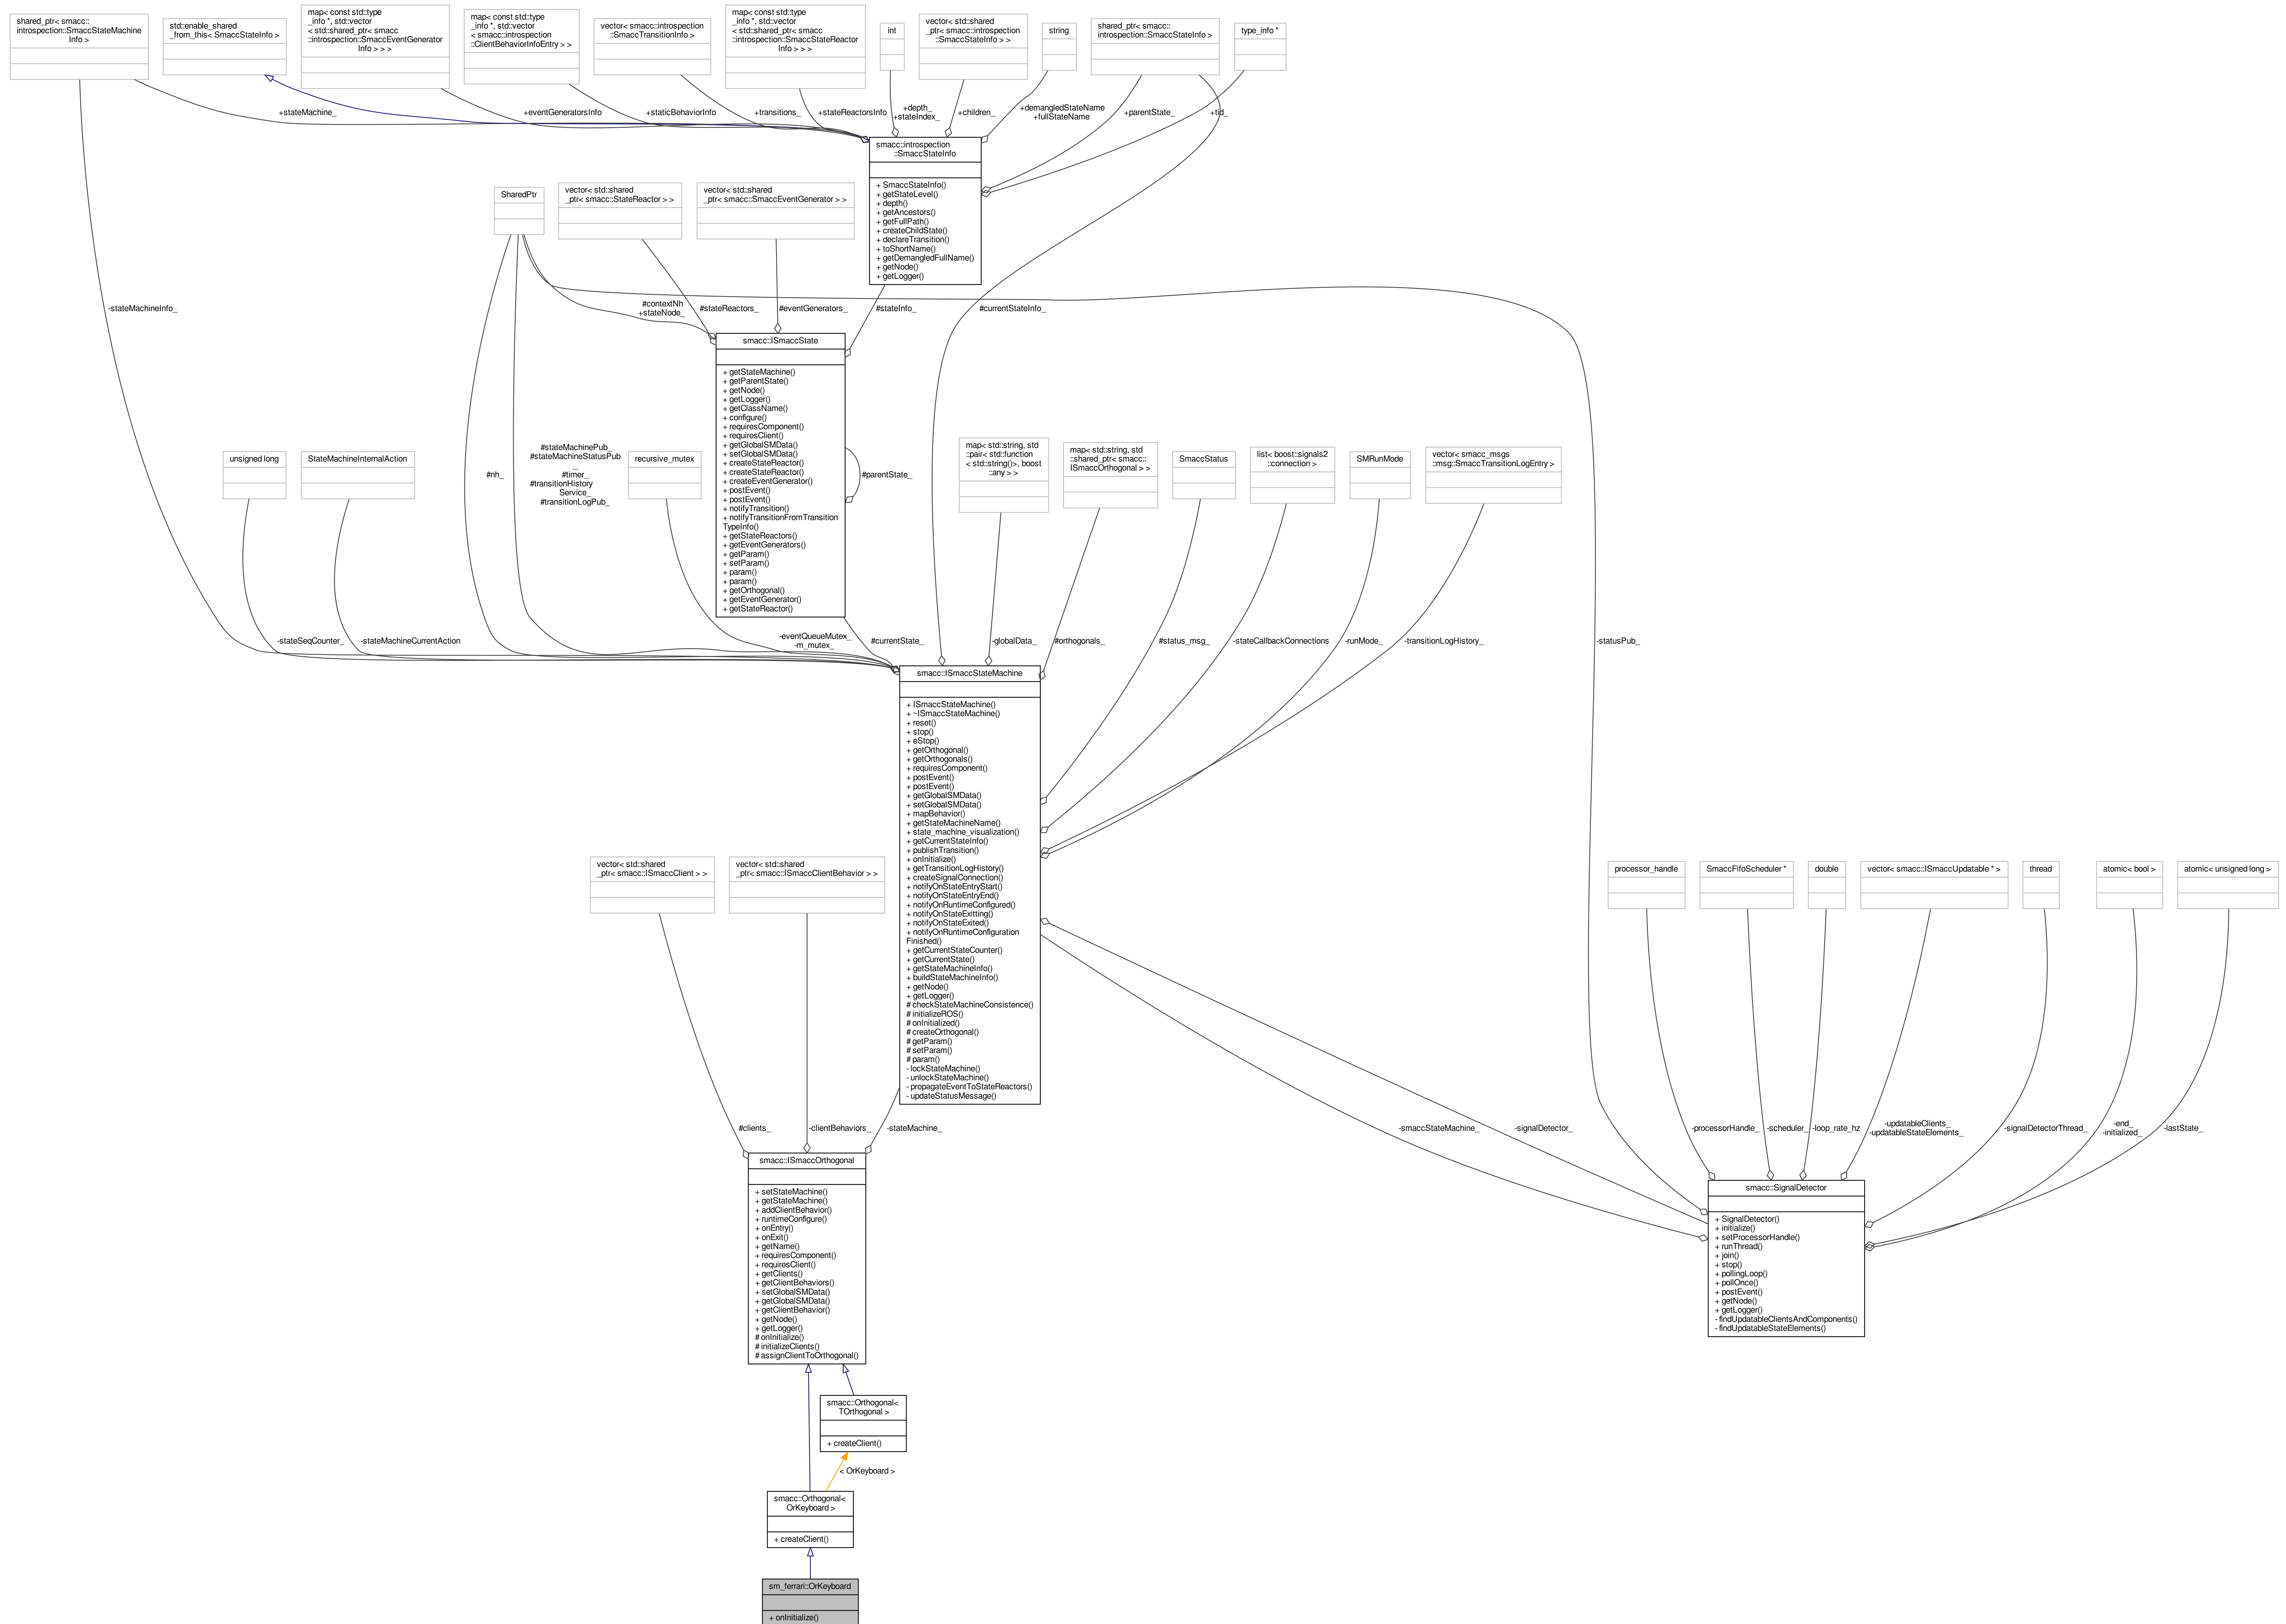 shared_ptr< smacc::
introspection::SmaccStateMachine
Info >
std::enable_shared
_from_this< SmaccStateInfo >
map< const std::type
_info *, std::vector
< std::shared_ptr< smacc
::introspection::SmaccEventGenerator
Info > > >
map< const std::type
_info *, std::vector
< smacc::introspection
::ClientBehaviorInfoEntry > >
vector< smacc::introspection
::SmaccTransitionInfo >
map< const std::type
_info *, std::vector
< std::shared_ptr< smacc
::introspection::SmaccStateReactor
Info > > >
int
vector< std::shared
_ptr< smacc::introspection
::SmaccStateInfo > >
string
shared_ptr< smacc::
introspection::SmaccStateInfo >
type_info *
+stateMachine_
+eventGeneratorsInfo
+staticBehaviorInfo
+transitions_
+stateReactorsInfo
+depth_
+stateIndex_
+children_
+demangledStateName
+fullStateName
+parentState_
+tid_
smacc::introspection
::SmaccStateInfo
+ SmaccStateInfo()
+ getStateLevel()
+ depth()
+ getAncestors()
+ getFullPath()
+ createChildState()
+ declareTransition()
+ toShortName()
+ getDemangledFullName()
+ getNode()
+ getLogger()
SharedPtr
vector< std::shared
_ptr< smacc::StateReactor > >
vector< std::shared
_ptr< smacc::SmaccEventGenerator > >
-stateMachineInfo_
#contextNh
+stateNode_
#stateReactors_
#eventGenerators_
#stateInfo_
#currentStateInfo_
smacc::ISmaccState
+ getStateMachine()
+ getParentState()
+ getNode()
+ getLogger()
+ getClassName()
+ configure()
+ requiresComponent()
+ requiresClient()
+ getGlobalSMData()
+ setGlobalSMData()
+ createStateReactor()
+ createStateReactor()
+ createEventGenerator()
+ postEvent()
+ postEvent()
+ notifyTransition()
+ notifyTransitionFromTransition
TypeInfo()
+ getStateReactors()
+ getEventGenerators()
+ getParam()
+ setParam()
+ param()
+ param()
+ getOrthogonal()
+ getEventGenerator()
+ getStateReactor()
#parentState_
unsigned long
StateMachineInternalAction
#nh_
#stateMachinePub_
#stateMachineStatusPub
_
#timer_
#transitionHistory
Service_
#transitionLogPub_
recursive_mutex
map< std::string, std
::pair< std::function
< std::string()>, boost
::any > >
map< std::string, std
::shared_ptr< smacc::
ISmaccOrthogonal > >
SmaccStatus
list< boost::signals2
::connection >
SMRunMode
vector< smacc_msgs
::msg::SmaccTransitionLogEntry >
-stateSeqCounter_
-stateMachineCurrentAction
-eventQueueMutex_
-m_mutex_
#currentState_
-globalData_
#orthogonals_
#status_msg_
-stateCallbackConnections
-runMode_
-transitionLogHistory_
-statusPub_
smacc::ISmaccStateMachine
+ ISmaccStateMachine()
+ ~ISmaccStateMachine()
+ reset()
+ stop()
+ eStop()
+ getOrthogonal()
+ getOrthogonals()
+ requiresComponent()
+ postEvent()
+ postEvent()
+ getGlobalSMData()
+ setGlobalSMData()
+ mapBehavior()
+ getStateMachineName()
+ state_machine_visualization()
+ getCurrentStateInfo()
+ publishTransition()
+ onInitialize()
+ getTransitionLogHistory()
+ createSignalConnection()
+ notifyOnStateEntryStart()
+ notifyOnStateEntryEnd()
+ notifyOnRuntimeConfigured()
+ notifyOnStateExitting()
+ notifyOnStateExited()
+ notifyOnRuntimeConfiguration
Finished()
+ getCurrentStateCounter()
+ getCurrentState()
+ getStateMachineInfo()
+ buildStateMachineInfo()
+ getNode()
+ getLogger()
# checkStateMachineConsistence()
# initializeROS()
# onInitialized()
# createOrthogonal()
# getParam()
# setParam()
# param()
- lockStateMachine()
- unlockStateMachine()
- propagateEventToStateReactors()
- updateStatusMessage()
vector< std::shared
_ptr< smacc::ISmaccClient > >
vector< std::shared
_ptr< smacc::ISmaccClientBehavior > >
processor_handle
SmaccFifoScheduler *
double
vector< smacc::ISmaccUpdatable * >
thread
atomic< bool >
atomic< unsigned long >
#clients_
-clientBehaviors_
-stateMachine_
-smaccStateMachine_
-signalDetector_
-processorHandle_
-scheduler_
-loop_rate_hz
-updatableClients_
-updatableStateElements_
-signalDetectorThread_
-end_
-initialized_
-lastState_
smacc::ISmaccOrthogonal
+ setStateMachine()
+ getStateMachine()
+ addClientBehavior()
+ runtimeConfigure()
+ onEntry()
+ onExit()
+ getName()
+ requiresComponent()
+ requiresClient()
+ getClients()
+ getClientBehaviors()
+ setGlobalSMData()
+ getGlobalSMData()
+ getClientBehavior()
+ getNode()
+ getLogger()
# onInitialize()
# initializeClients()
# assignClientToOrthogonal()
smacc::SignalDetector
+ SignalDetector()
+ initialize()
+ setProcessorHandle()
+ runThread()
+ join()
+ stop()
+ pollingLoop()
+ pollOnce()
+ postEvent()
+ getNode()
+ getLogger()
- findUpdatableClientsAndComponents()
- findUpdatableStateElements()
smacc::Orthogonal<
TOrthogonal >
+ createClient()
< OrKeyboard >
smacc::Orthogonal<
OrKeyboard >
+ createClient()
sm_ferrari::OrKeyboard
+ onInitialize()